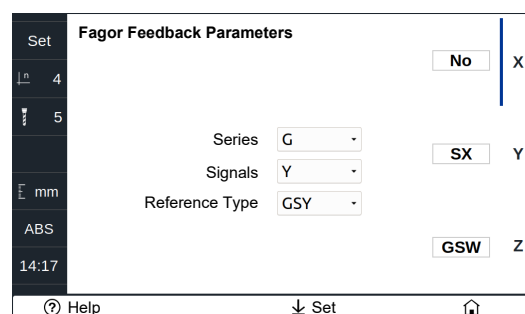 Set
Fagor Feedback Parameters
No X
n 4
5
Series G
SX Y
Signals Y
mm
Reference Type GSY
ABS
GSW Z
14:17
? Help Set